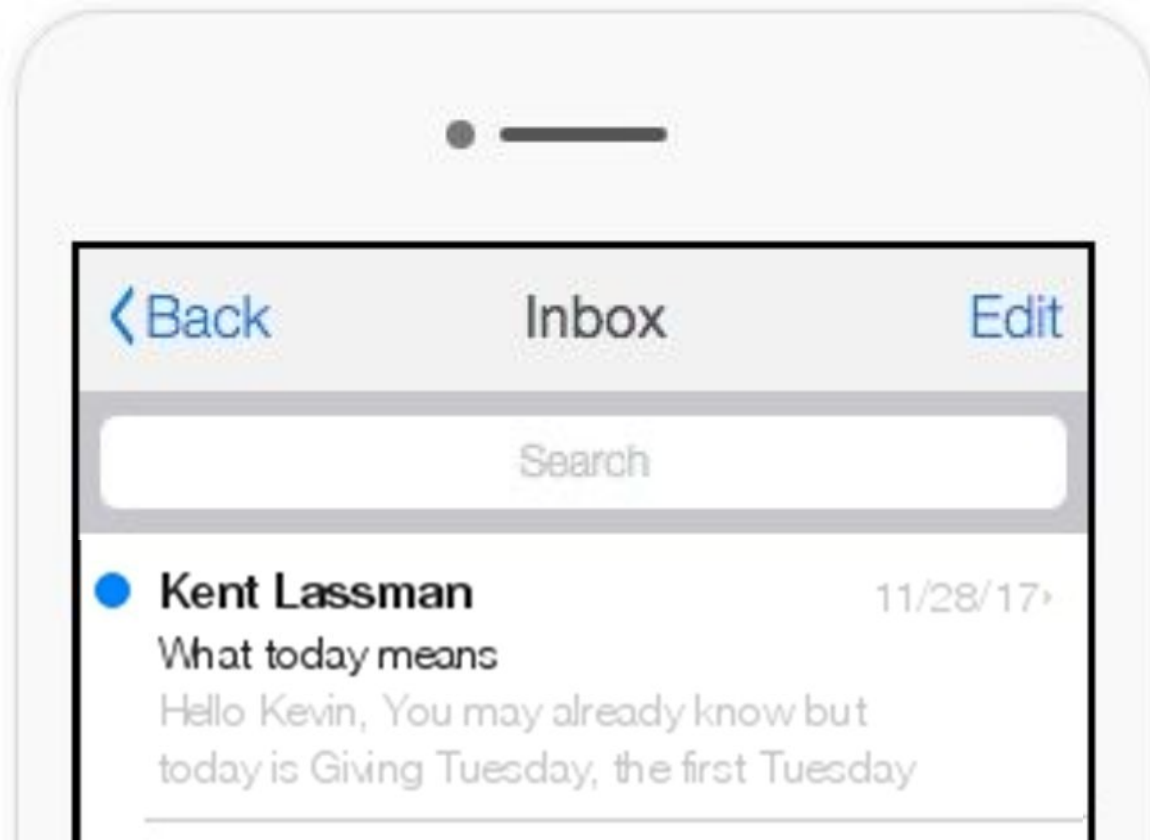 Back Inbox Edit
Search
Kent Lassman 11/28/17
What today means
Hello Kevin, You may already know but
today is Giving Tuesday, the first Tuesday